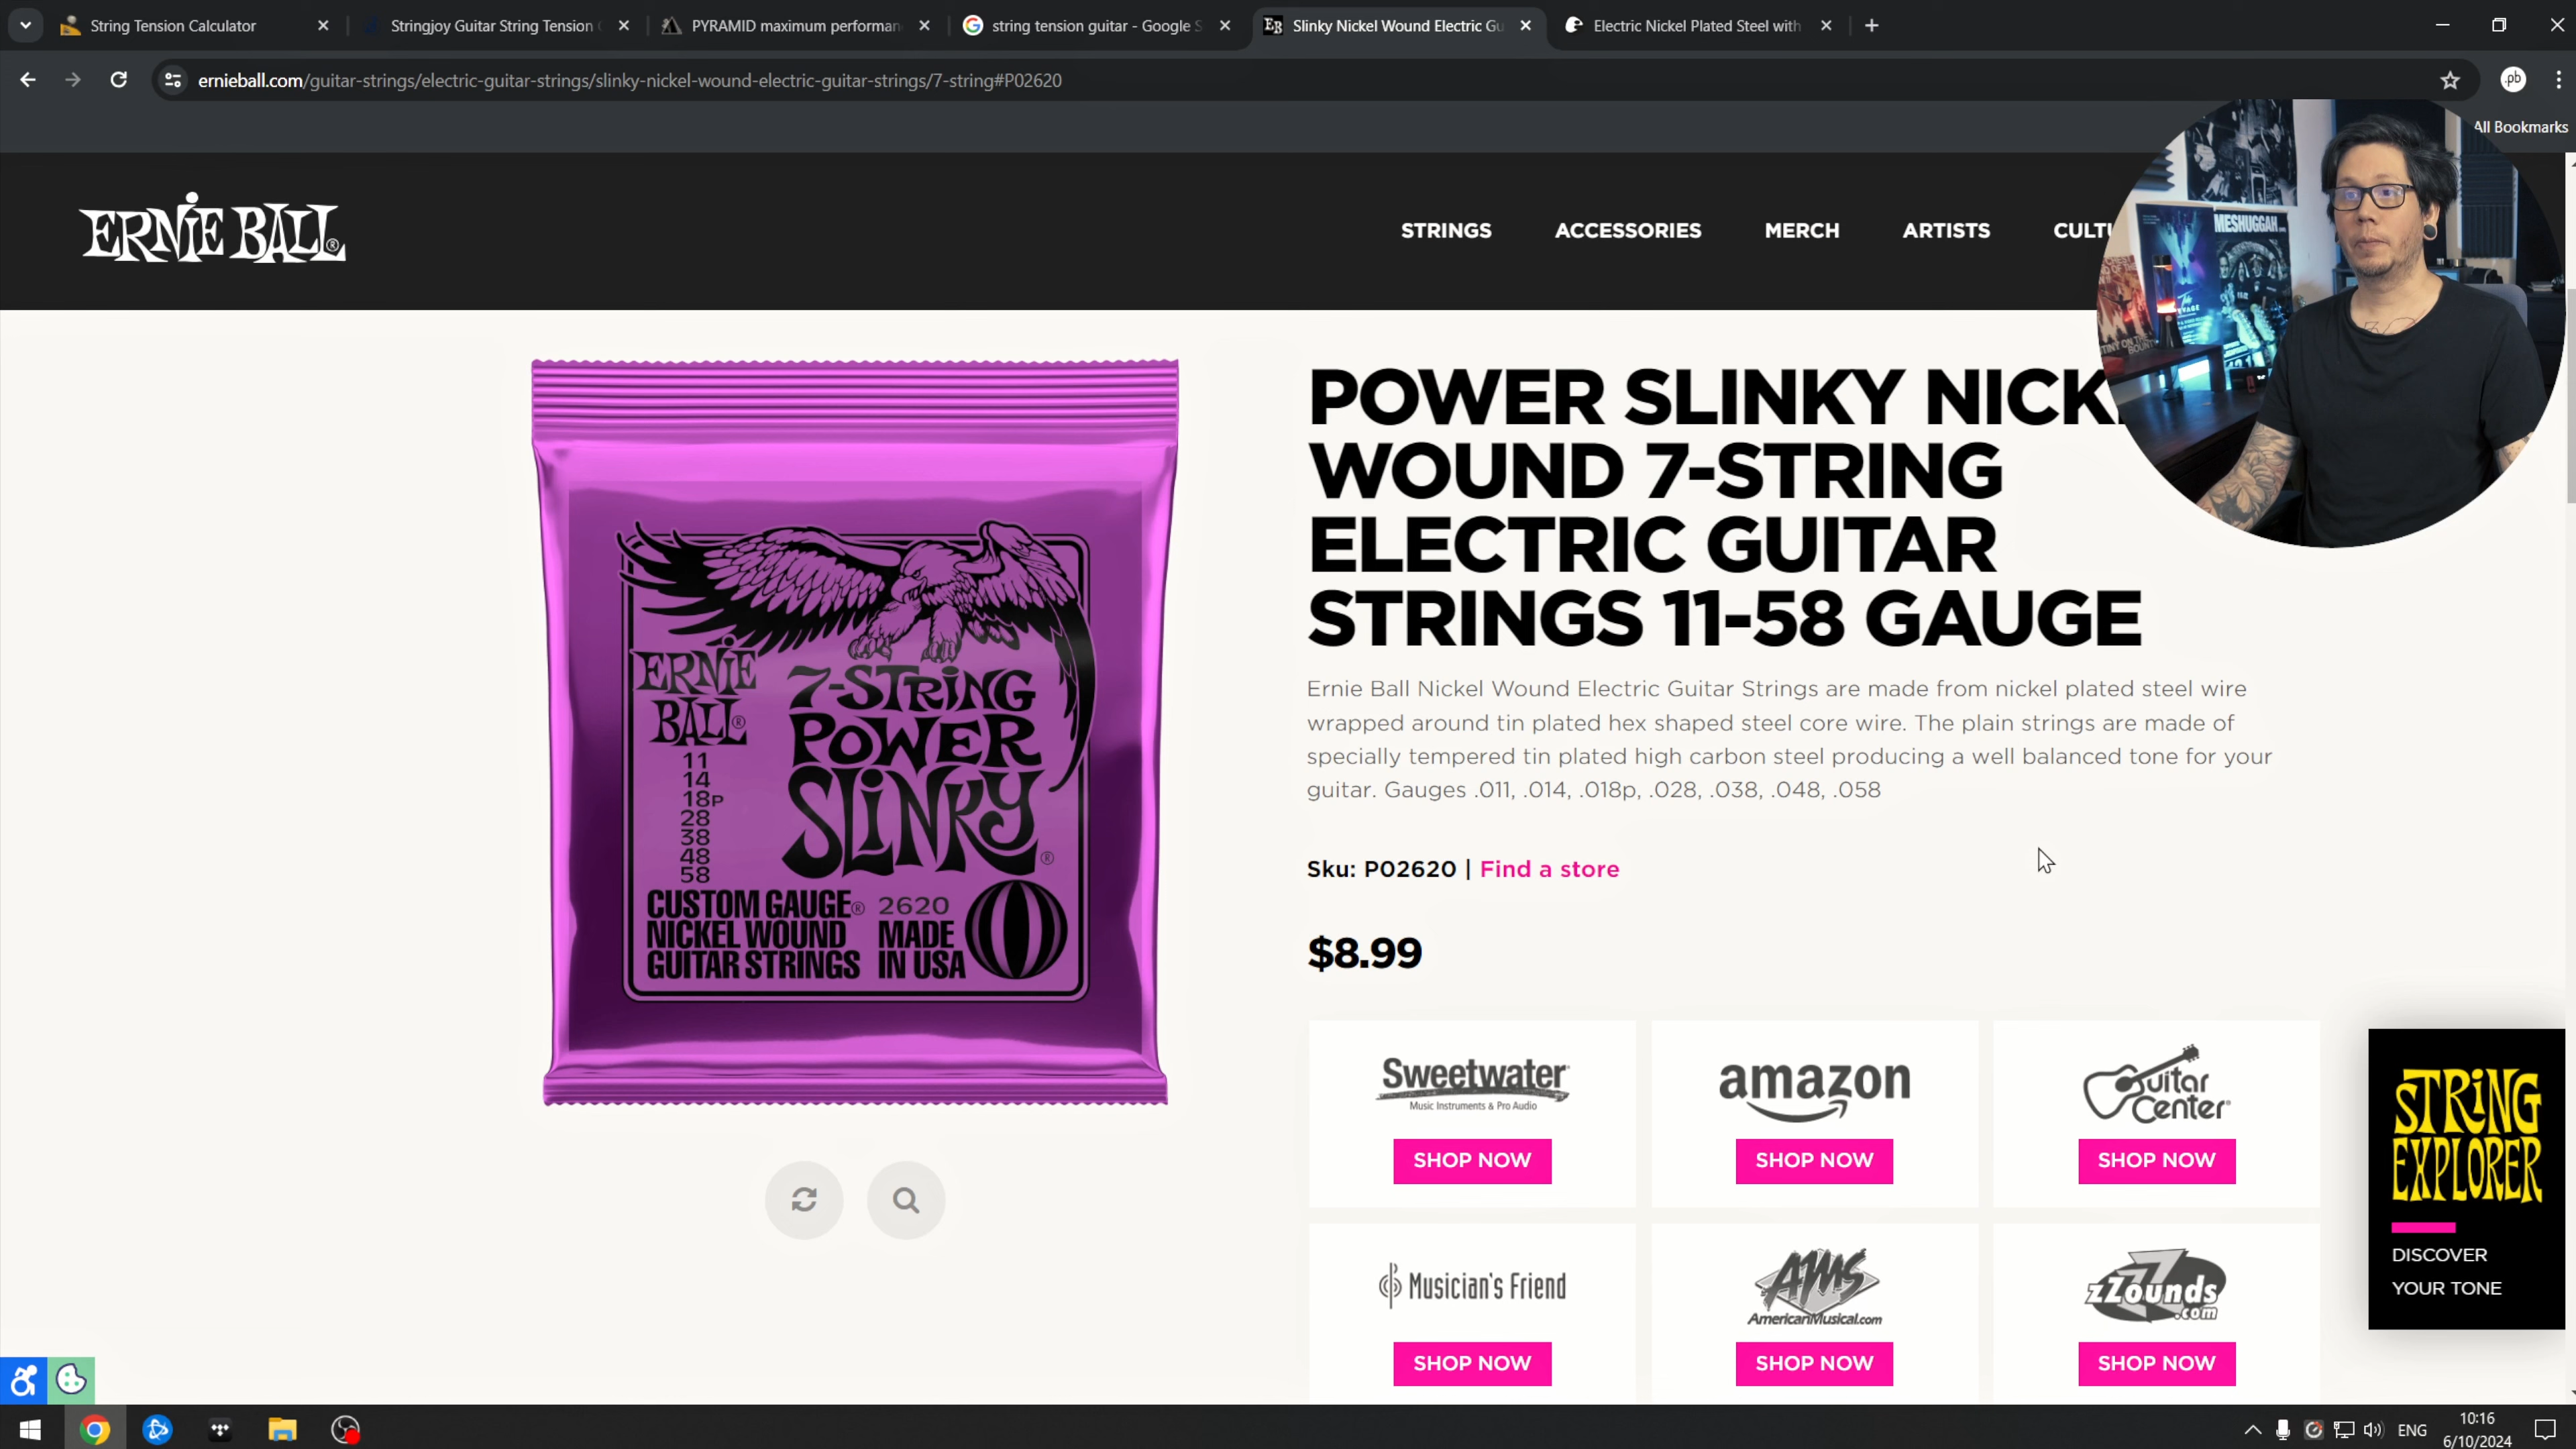 String Tension Calculator
Stringjoy Guitar String Tension
PYRAMID maximum performan
string tension guitar - Google S
Slinky Nickel Wound Electric Gu
Electric Nickel Plated Steel with
ernieball.com/guitar-strings/electric-guitar-strings/slinky-nickel-wound-electric-guitar-strings/7-string#P02620
.pb
All Bookmarks
ERNiE BALL®
STRINGS
ACCESSORIES
MERCH
ARTISTS
CULTU
MESHUGGAH
POWER SLINKY NICK
WOUND 7-STRING
ELECTRIC GUITAR
STRINGS 11-58 GAUGE
Ernie Ball Nickel Wound Electric Guitar Strings are made from nickel plated steel wire
wrapped around tin plated hex shaped steel core wire. The plain strings are made of
specially tempered tin plated high carbon steel producing a well balanced tone for your
guitar. Gauges .011, .014, .018p, .028, .038, .048, .058
Sku: P02620 | Find a store
$8.99
ERNiE
BALL®
11
14
18P
28
38
48
58
7-STRiNG
POWER
SLiNKY®
CUSTOM GAUGE® 2620
NICKEL WOUND MADE
GUITAR STRINGS IN USA
Sweetwater®
Music Instruments & Pro Audio
SHOP NOW
amazon
SHOP NOW
Guitar
Center®
SHOP NOW
Musician's Friend
SHOP NOW
AMS
AmericanMusical.com
SHOP NOW
zZounds
.com
SHOP NOW
STRiNG
EXPLORER
DISCOVER
YOUR TONE
ENG
10:16
6/10/2024